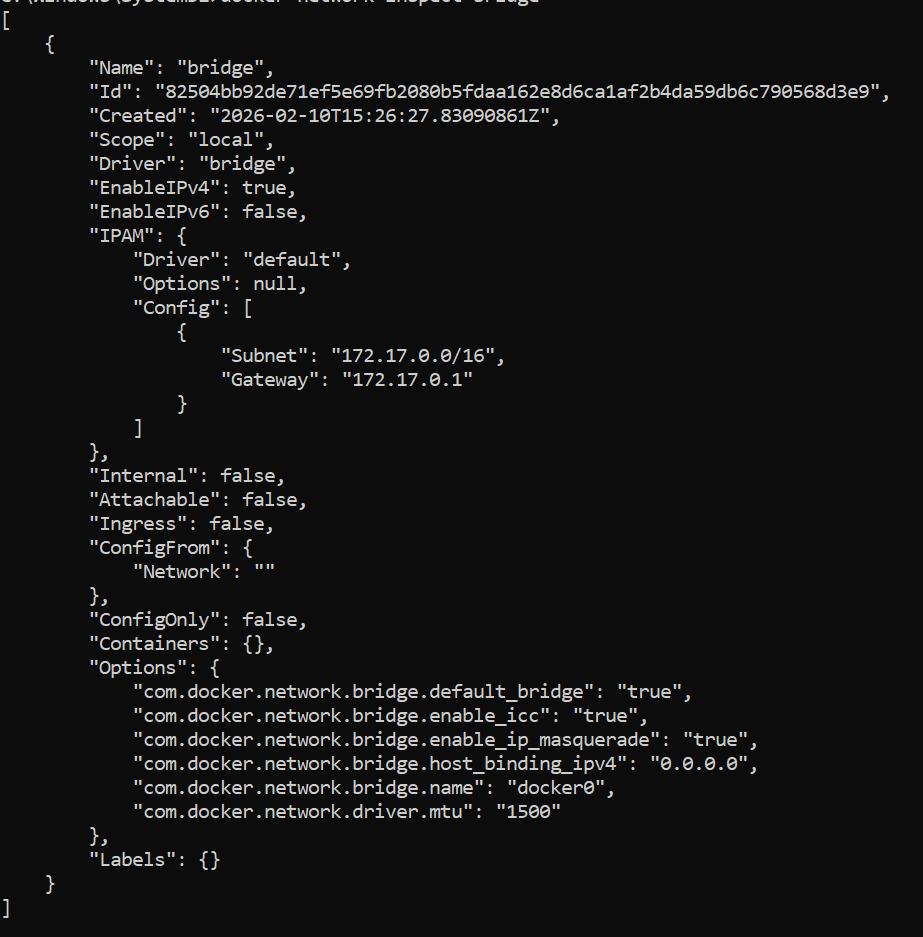 [
    {
        "Name": "bridge",
        "Id": "82504bb92de71ef5e69fb2080b5fdaa162e8d6ca1af2b4da59db6c790568d3e9",
        "Created": "2026-02-10T15:26:27.83090861Z",
        "Scope": "local",
        "Driver": "bridge",
        "EnableIPv4": true,
        "EnableIPv6": false,
        "IPAM": {
            "Driver": "default",
            "Options": null,
            "Config": [
                {
                    "Subnet": "172.17.0.0/16",
                    "Gateway": "172.17.0.1"
                }
            ]
        },
        "Internal": false,
        "Attachable": false,
        "Ingress": false,
        "ConfigFrom": {
            "Network": ""
        },
        "ConfigOnly": false,
        "Containers": {},
        "Options": {
            "com.docker.network.bridge.default_bridge": "true",
            "com.docker.network.bridge.enable_icc": "true",
            "com.docker.network.bridge.enable_ip_masquerade": "true",
            "com.docker.network.bridge.host_binding_ipv4": "0.0.0.0",
            "com.docker.network.bridge.name": "docker0",
            "com.docker.network.driver.mtu": "1500"
        },
        "Labels": {}
    }
]